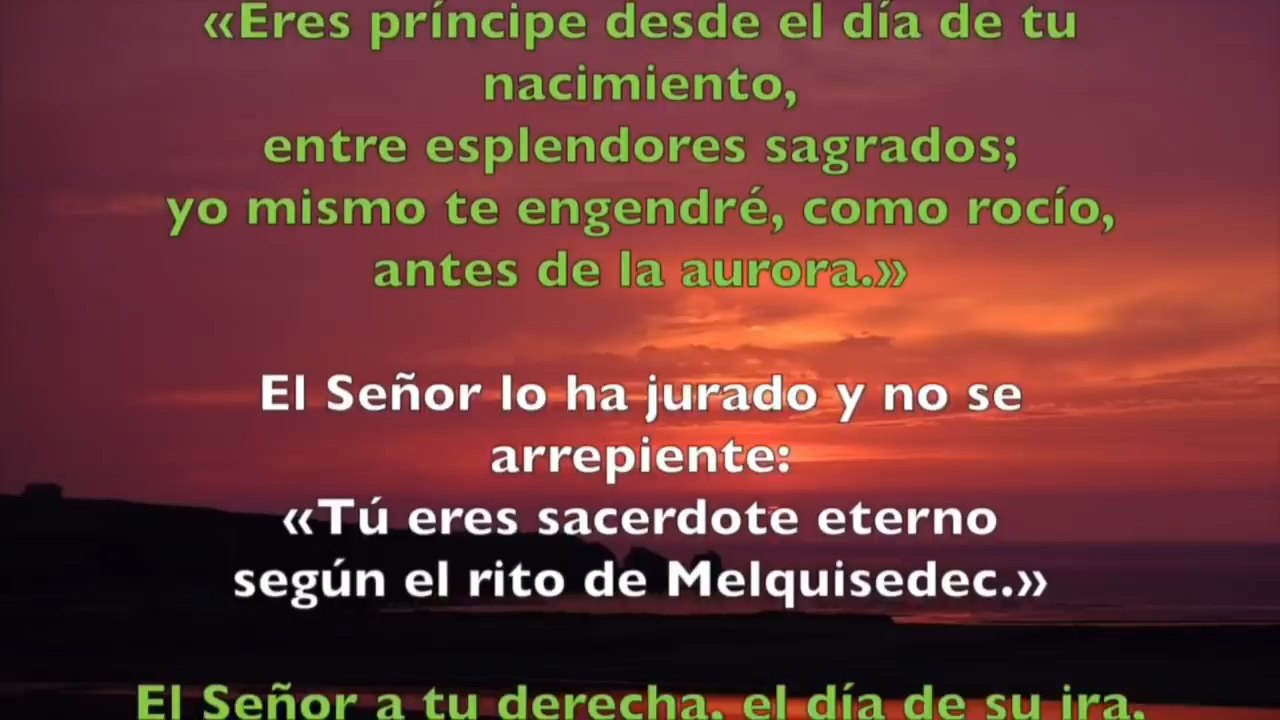 «Eres príncipe desde el día de tu
nacimiento,
entre esplendores sagrados;
yo mismo te engendré, como rocío,
antes de la aurora.»
El Señor lo ha jurado y no se
arrepiente:
«Tú eres sacerdote eterno
según el rito de Melquisedec.»
El Señor a tu derecha, el día de su ira,